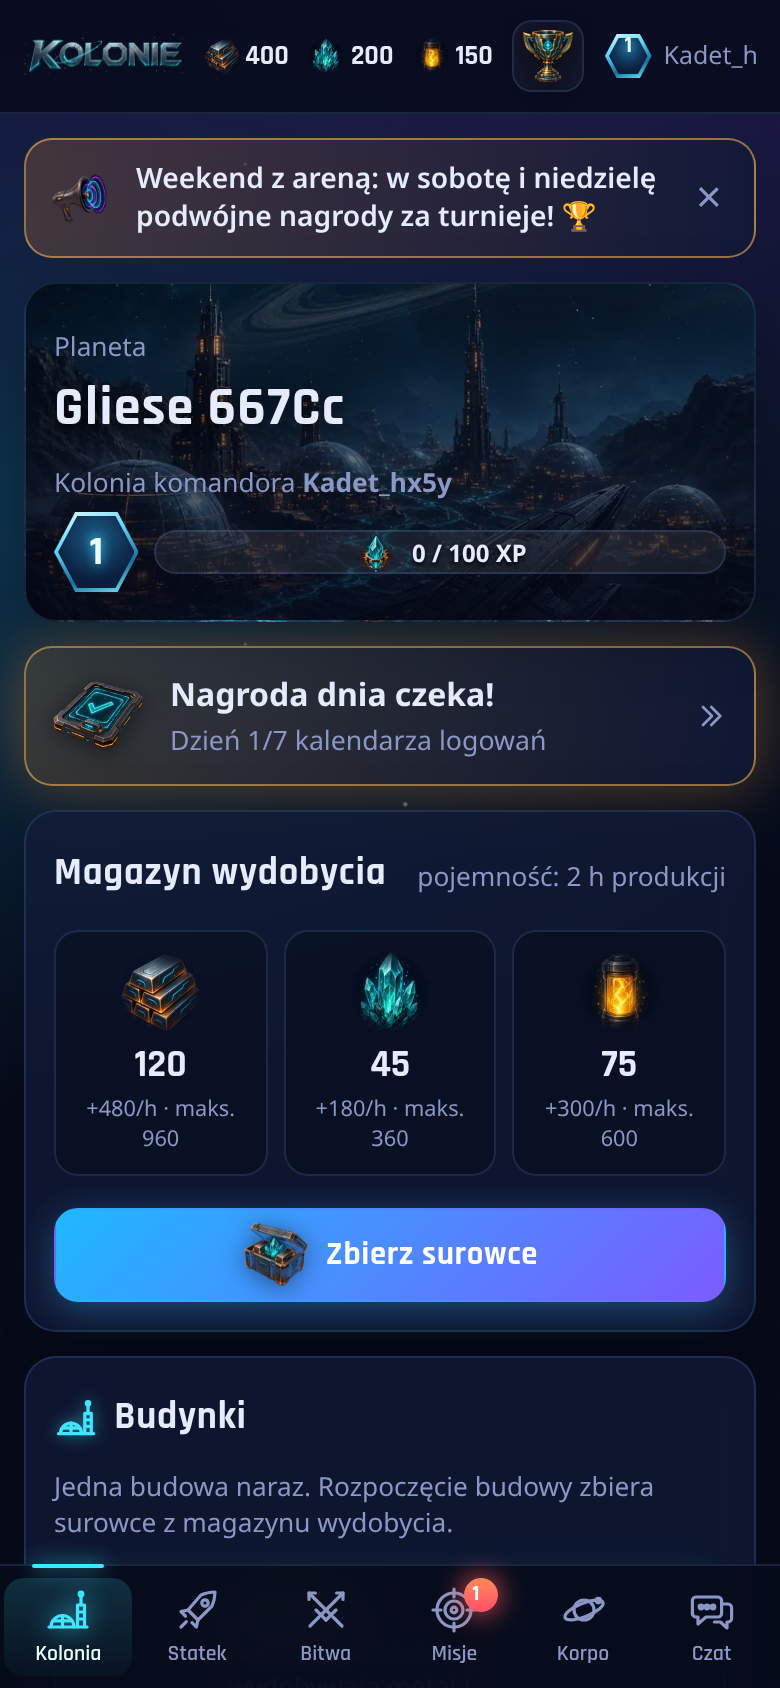 KOLONIE 400 200 150 1 Kadet_h
Weekend z areną: w sobotę i niedzielę
podwójne nagrody za turnieje! 🏆
Planeta
Gliese 667Cc
Kolonia komandora Kadet_hx5y
1 0 / 100 XP
Nagroda dnia czeka!
Dzień 1/7 kalendarza logowań
Magazyn wydobycia pojemność: 2 h produkcji
120 45 75
+480/h · maks. +180/h · maks. +300/h · maks.
960 360 600
Zbierz surowce
Budynki
Jedna budowa naraz. Rozpoczęcie budowy zbiera
surowce z magazynu wydobycia.
1
Kolonia Statek Bitwa Misje Korpo Czat